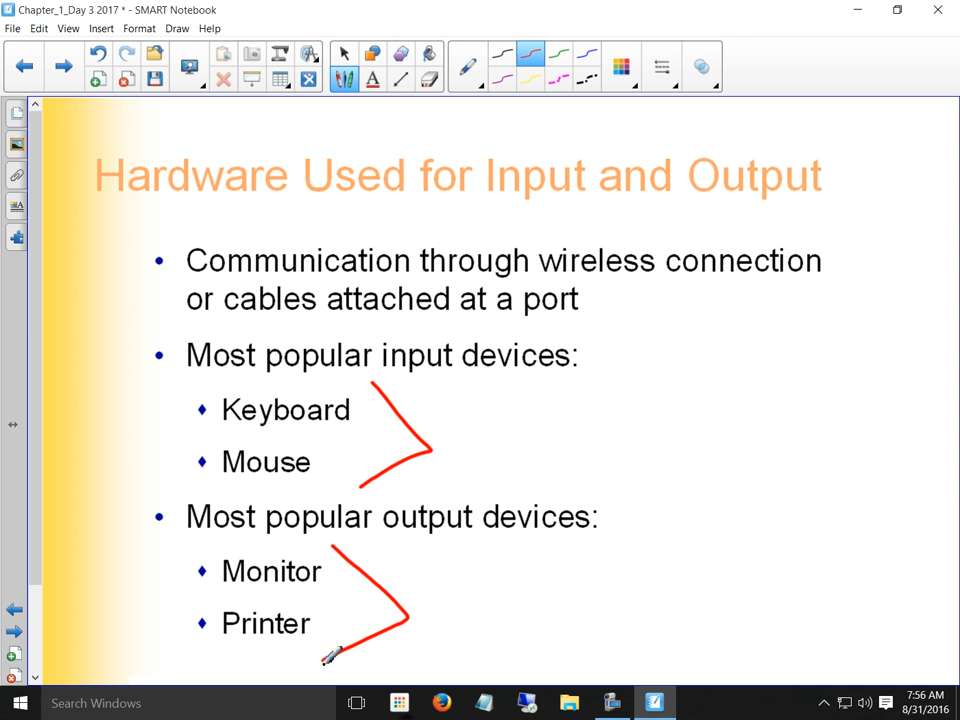 Chapter_1_Day 3 2017 * - SMART Notebook
File Edit View Insert Format Draw Help
Hardware Used for Input and Output
• Communication through wireless connection
or cables attached at a port
• Most popular input devices:
♦ Keyboard
♦ Mouse
• Most popular output devices:
♦ Monitor
♦ Printer
Search Windows
7:56 AM
8/31/2016